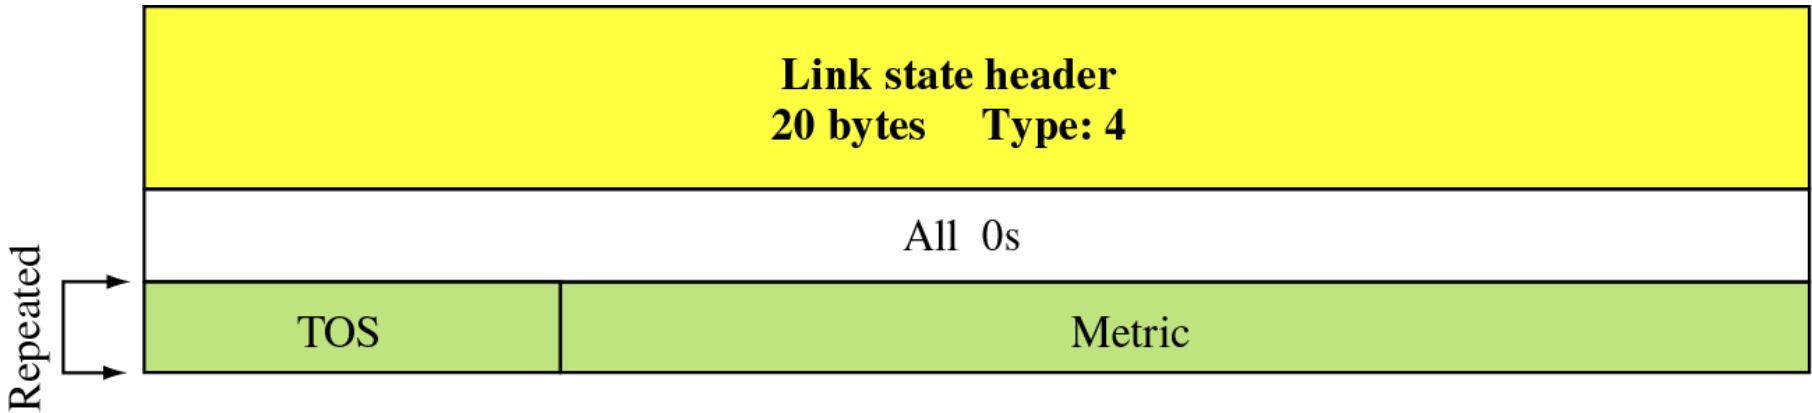 Link state header
20 bytes Type: 4
All 0s
Repeated
TOS Metric